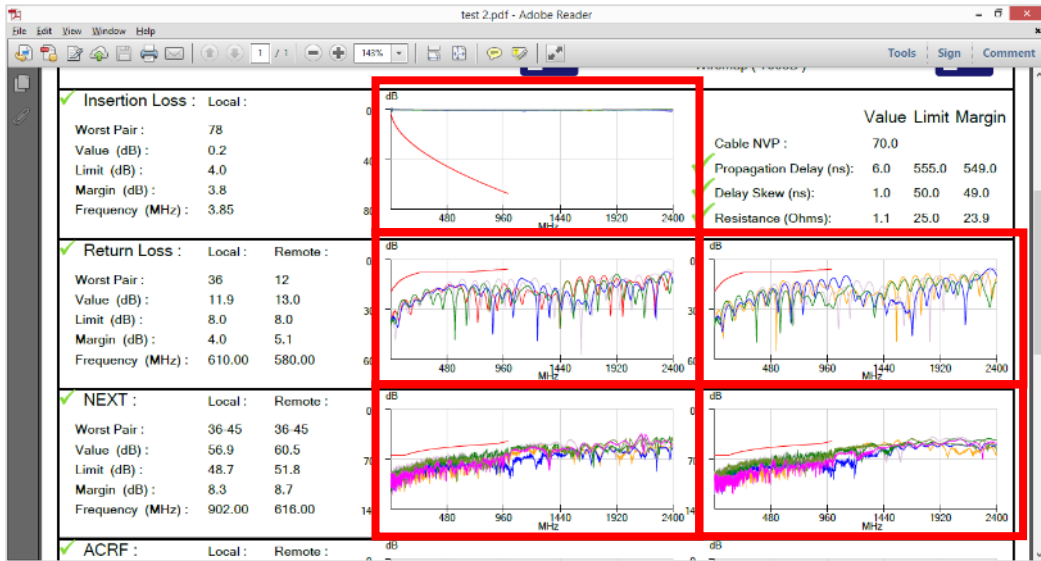 test 2.pdf - Adobe Reader
File Edit View Window Help
1 / 1 143% Tools Sign Comment
Insertion Loss : Local :
Worst Pair : 78
Value (dB) : 0.2
Limit (dB) : 4.0
Margin (dB) : 3.8
Frequency (MHz) : 3.85
dB
0
40
80
480 960 1440 1920 2400
MHz
Value Limit Margin
Cable NVP : 70.0
Propagation Delay (ns): 6.0 555.0 549.0
Delay Skew (ns): 1.0 50.0 49.0
Resistance (Ohms): 1.1 25.0 23.9
Return Loss : Local : Remote :
Worst Pair : 36 12
Value (dB) : 11.9 13.0
Limit (dB) : 8.0 8.0
Margin (dB) : 4.0 5.1
Frequency (MHz) : 610.00 580.00
dB
0
30
60
480 960 1440 1920 2400
MHz
dB
0
30
60
480 960 1440 1920 2400
MHz
NEXT : Local : Remote :
Worst Pair : 36-45 36-45
Value (dB) : 56.9 60.5
Limit (dB) : 48.7 51.8
Margin (dB) : 8.3 8.7
Frequency (MHz) : 902.00 616.00
dB
0
70
14
480 960 1440 1920 2400
MHz
dB
0
70
14
480 960 1440 1920 2400
MHz
ACRF : Local : Remote :
dB
dB